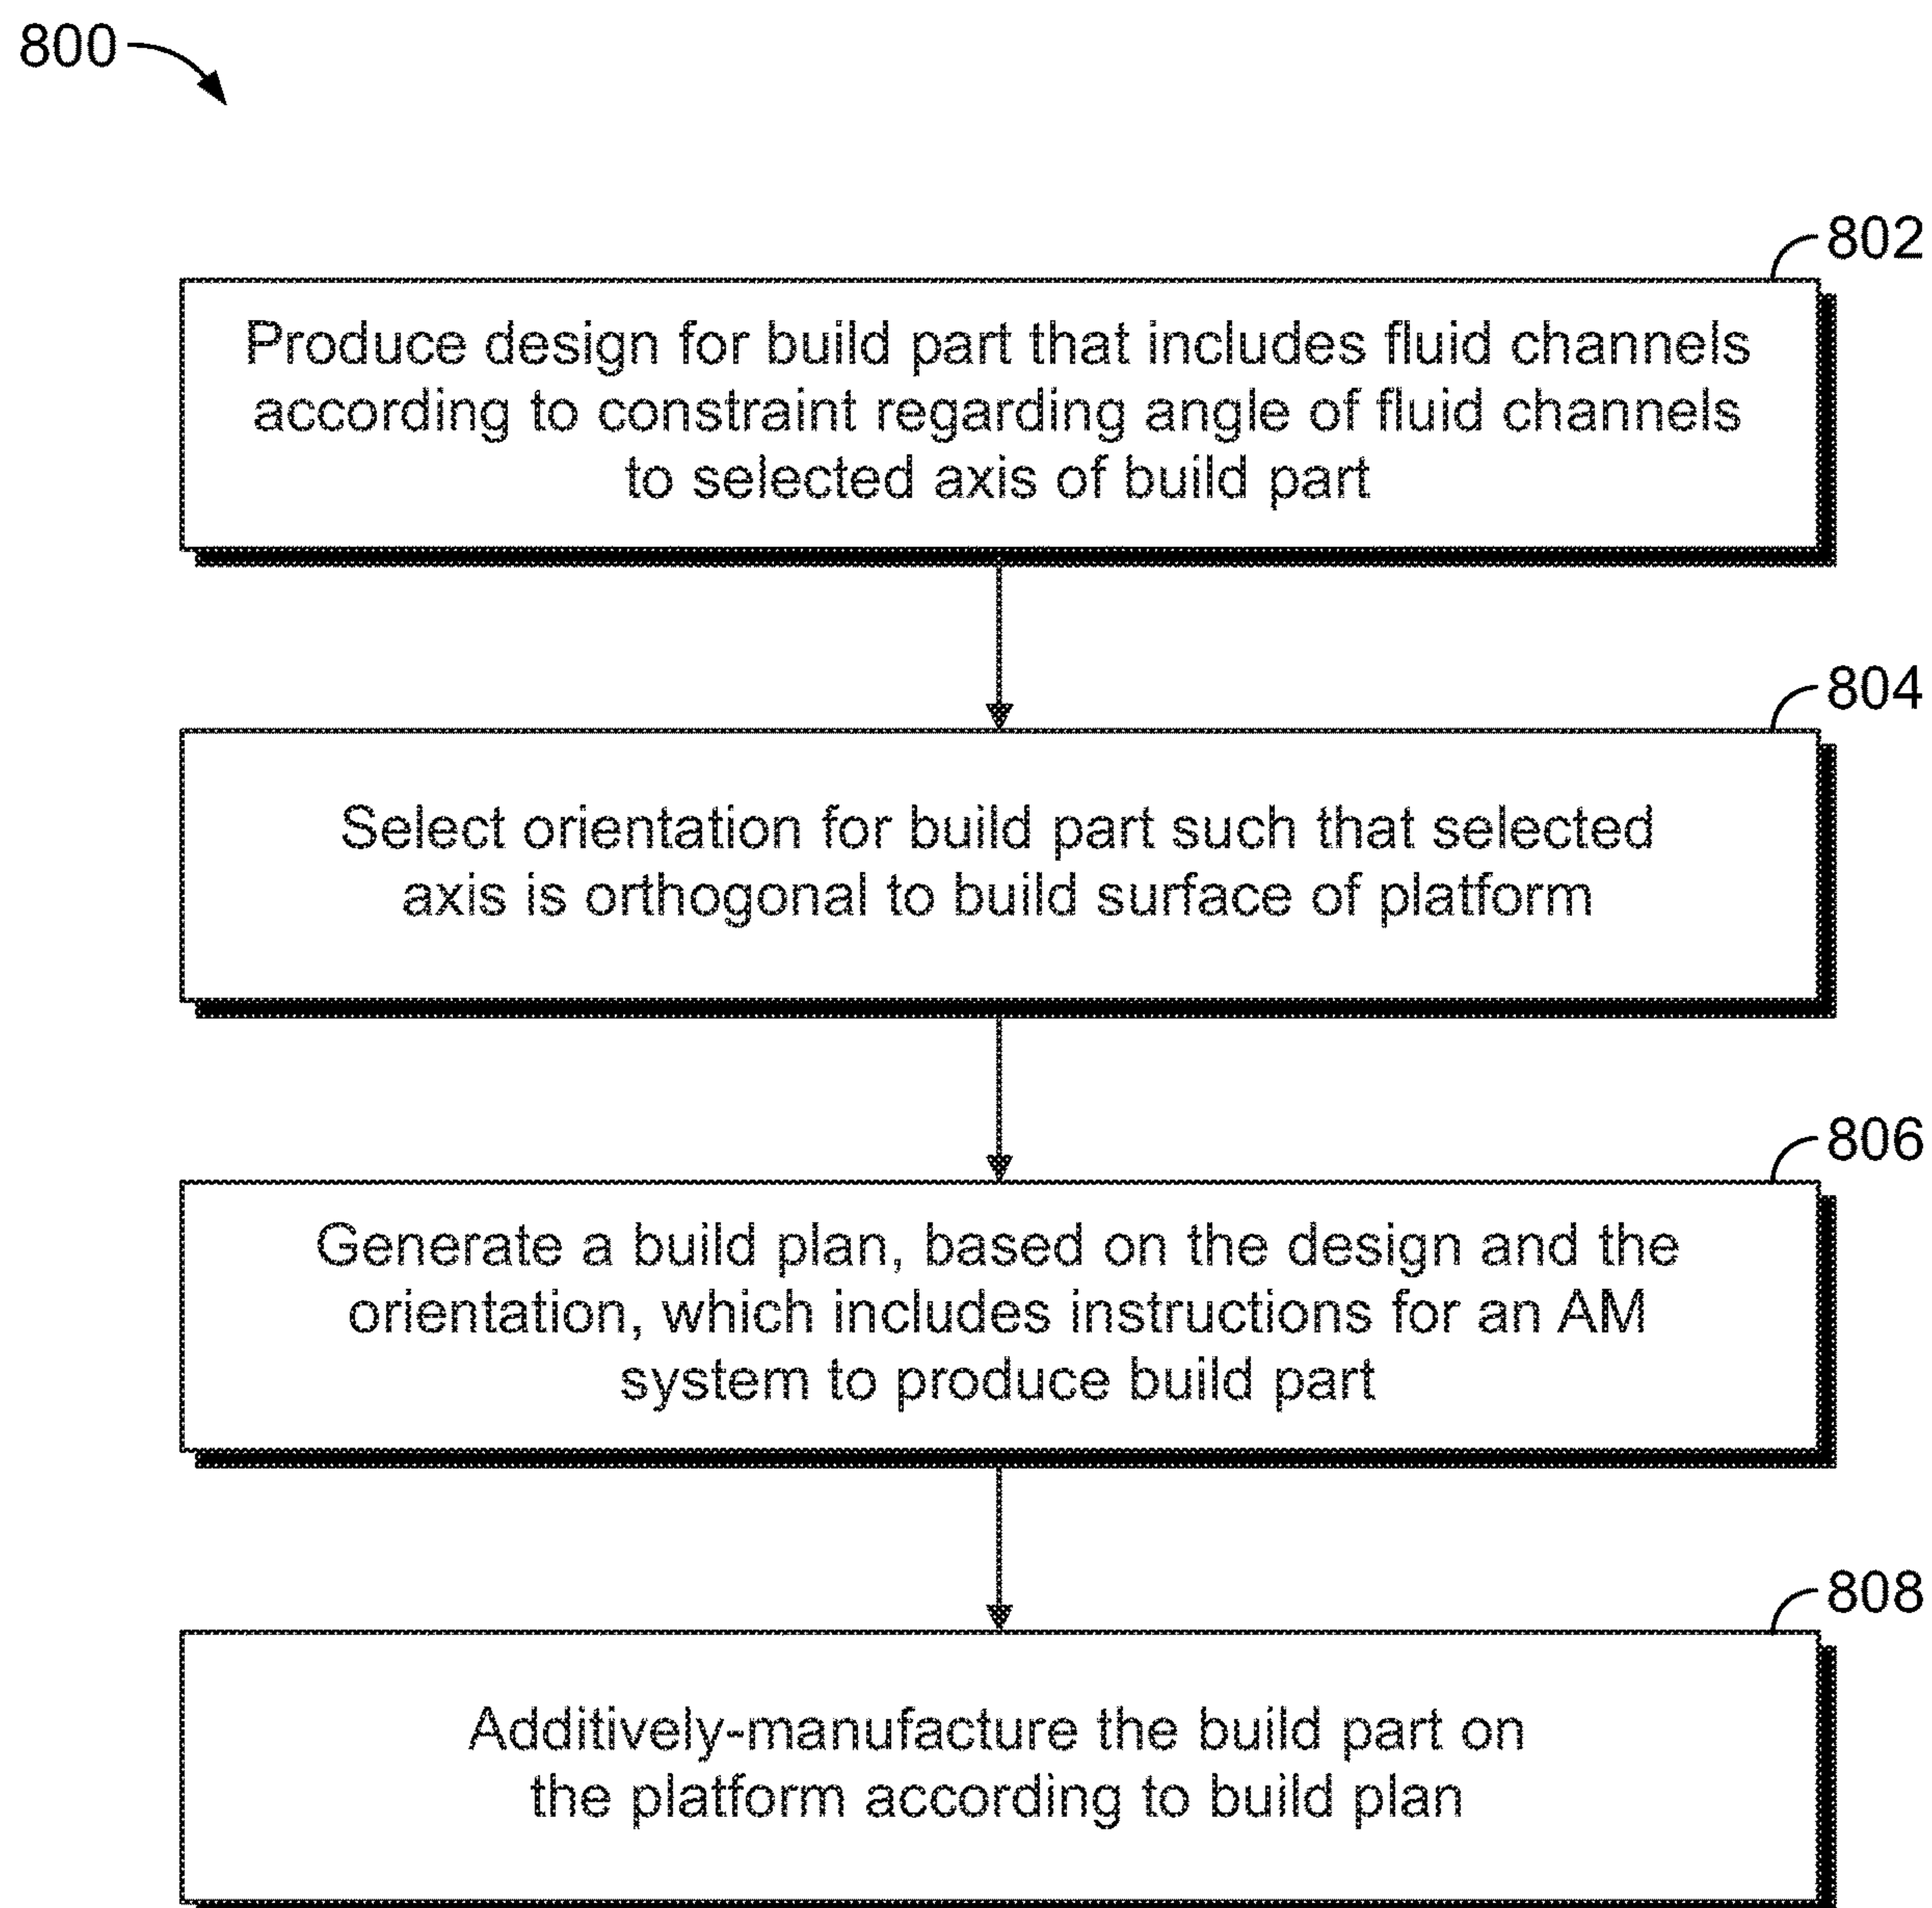 800
802
Produce design for build part that includes fluid channels
according to constraint regarding angle of fluid channels
to selected axis of build part
804
Select orientation for build part such that selected
axis is orthogonal to build surface of platform
806
Generate a build plan, based on the design and the
orientation, which includes instructions for an AM
system to produce build part
808
Additively-manufacture the build part on
the platform according to build plan